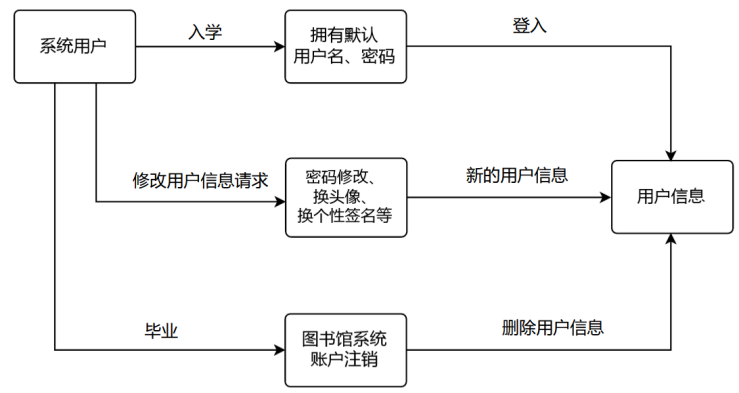 系统用户
入学
拥有默认
用户名、密码
登入
修改用户信息请求
密码修改、
换头像、
换个性签名等
新的用户信息
用户信息
毕业
图书馆系统
账户注销
删除用户信息